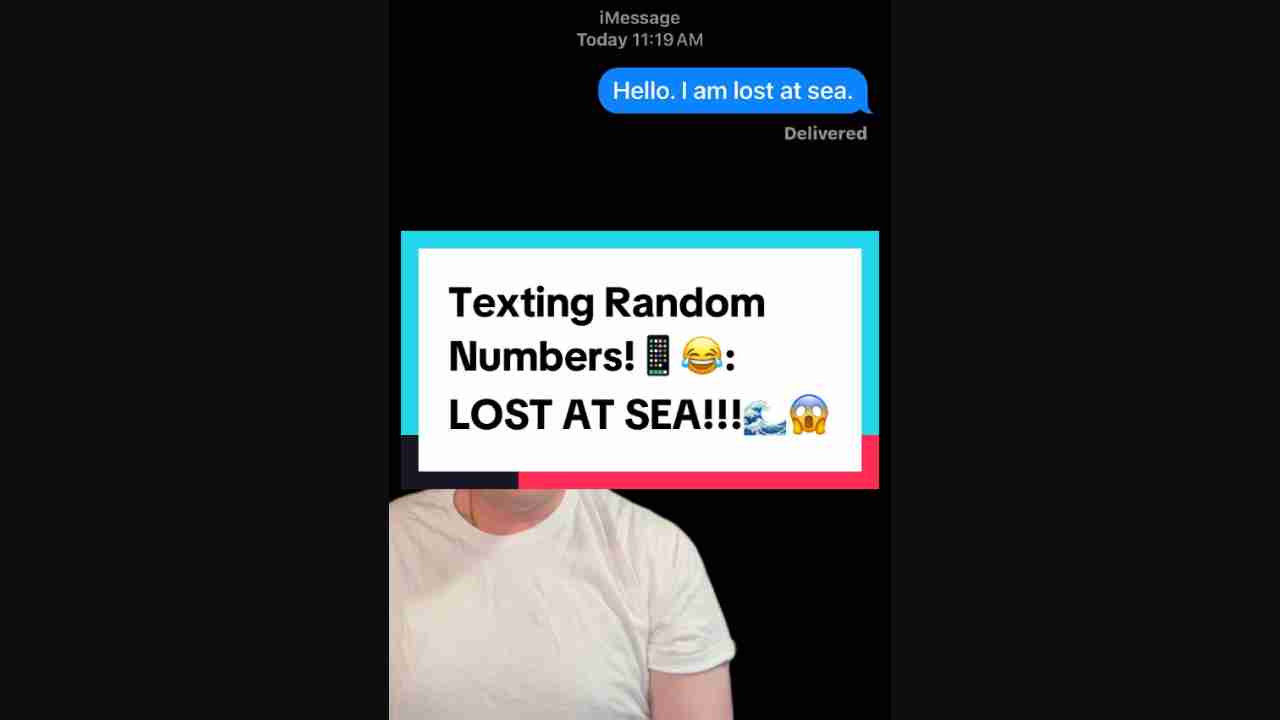 iMessage
Today 11:19 AM
Hello. I am lost at sea.
Delivered
Texting Random
Numbers!📱😂:
LOST AT SEA!!!🌊😱